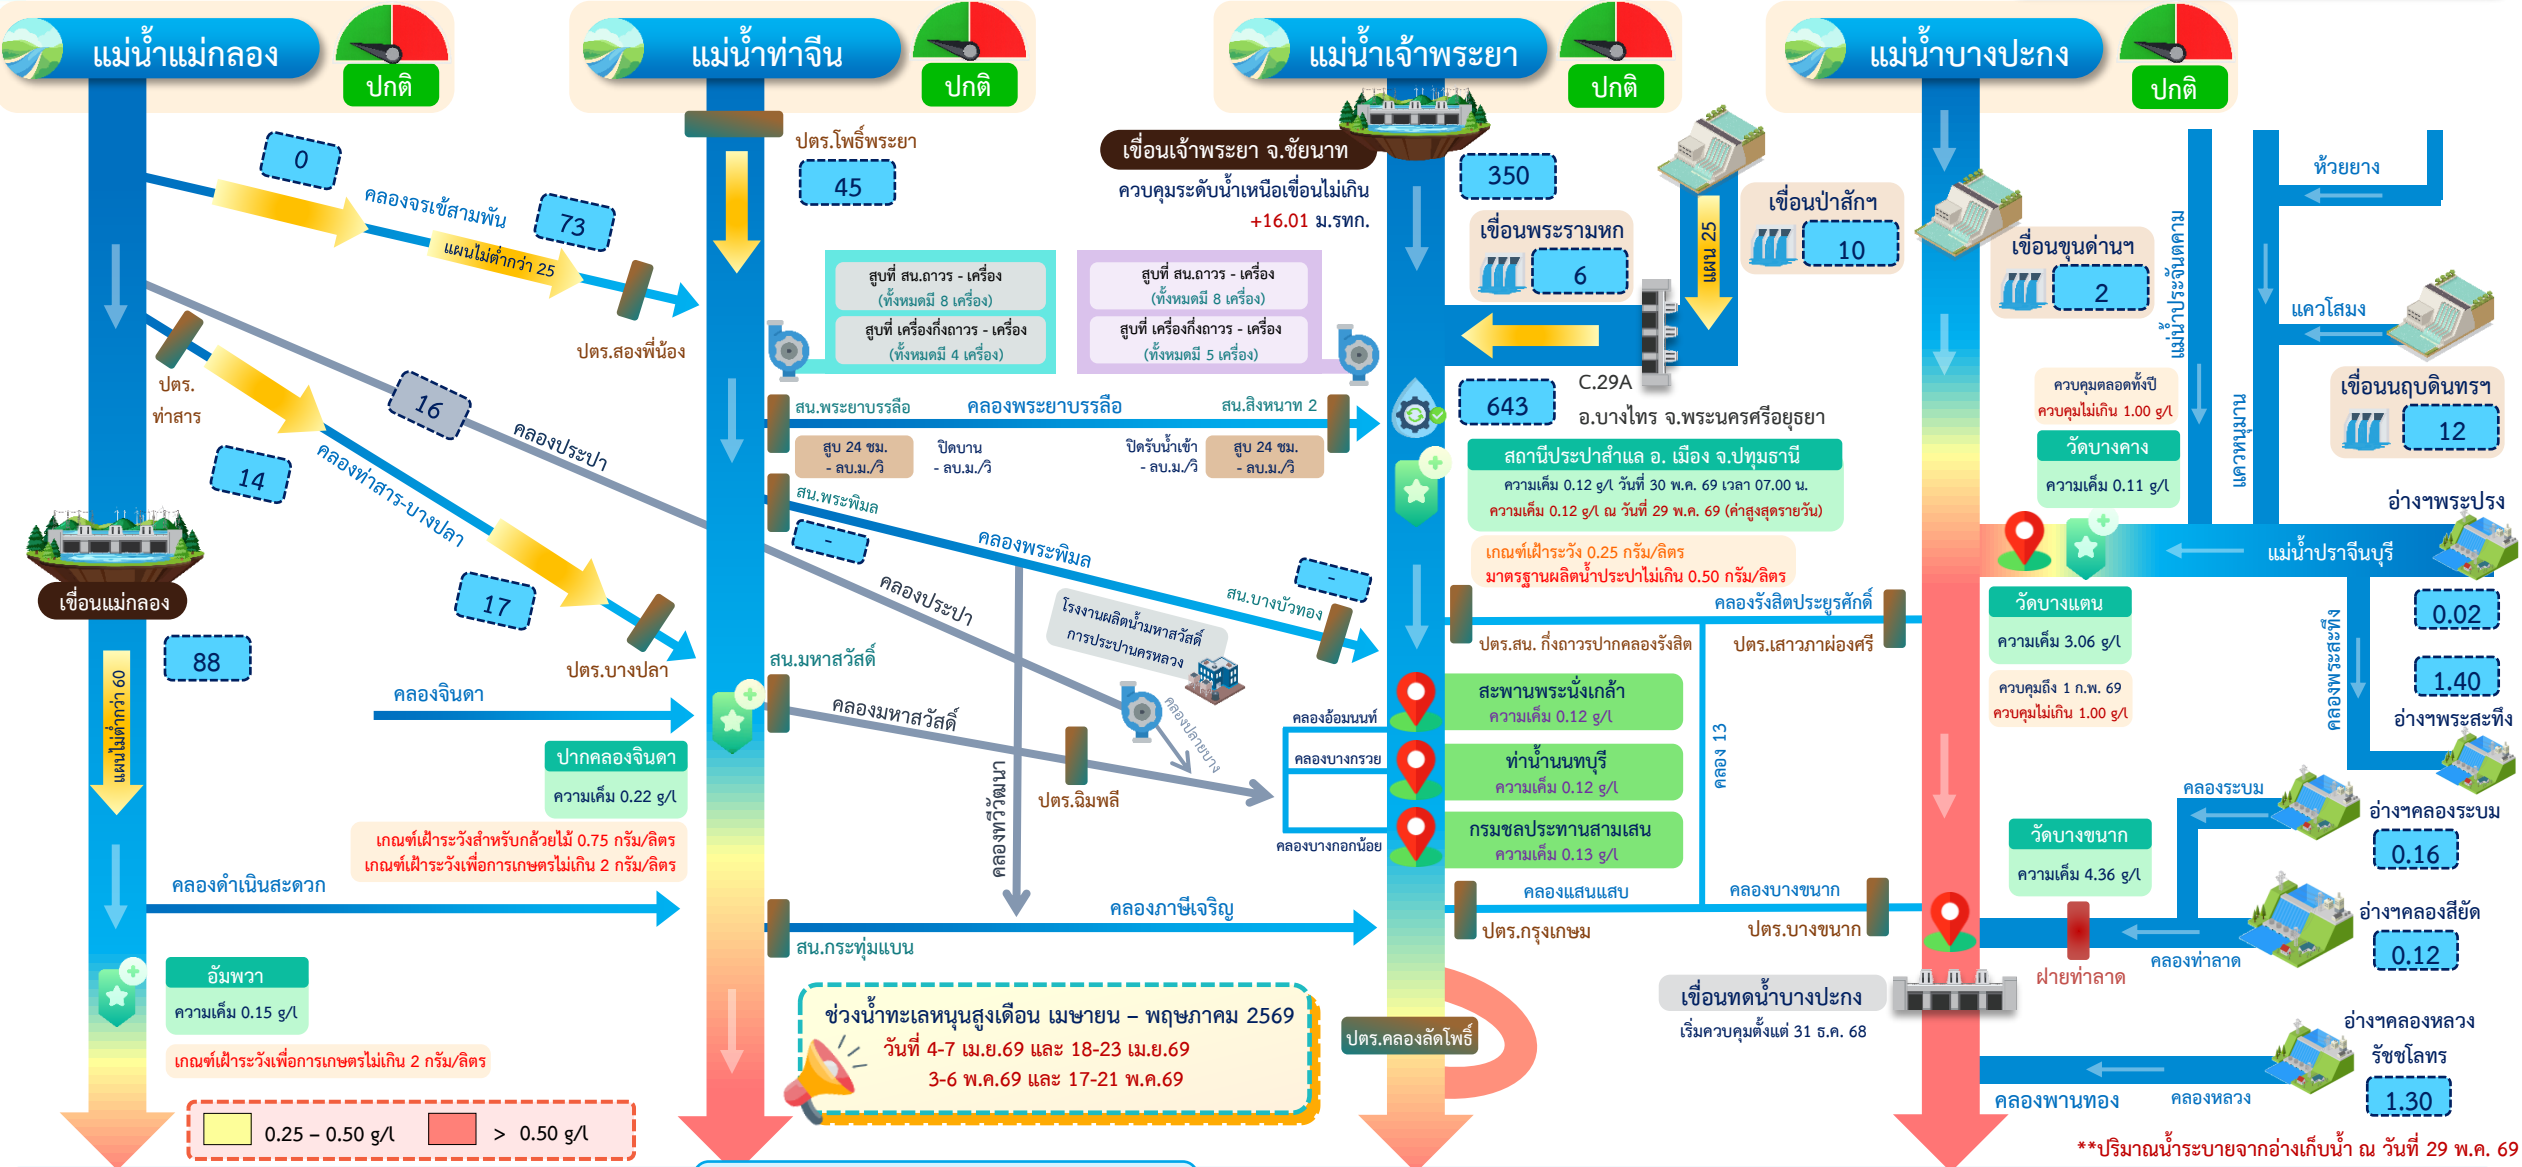 แม่น้ำแม่กลอง
ปกติ
แม่น้ำท่าจีน
ปกติ
แม่น้ำเจ้าพระยา
ปกติ
แม่น้ำบางปะกง
ปกติ
0
คลองจรเข้สามพัน
73
แผนไม่ต่ำกว่า 25
ปตร.สองพี่น้อง
ปตร.
ท่าสาร
16
คลองประปา
14
คลองท่าสาร-บางปลา
17
ปตร.บางปลา
เขื่อนแม่กลอง
88
แผนไม่ต่ำกว่า 60
คลองจินดา
ปากคลองจินดา
ความเค็ม 0.22 g/l
เกณฑ์เฝ้าระวังสำหรับกล้วยไม้ 0.75 กรัม/ลิตร
เกณฑ์เฝ้าระวังเพื่อการเกษตรไม่เกิน 2 กรัม/ลิตร
คลองดำเนินสะดวก
อัมพวา
ความเค็ม 0.15 g/l
เกณฑ์เฝ้าระวังเพื่อการเกษตรไม่เกิน 2 กรัม/ลิตร
0.25 – 0.50 g/l
> 0.50 g/l
ปตร.โพธิ์พระยา
45
สูบที่ สน.ถาวร - เครื่อง
(ทั้งหมดมี 8 เครื่อง)
สูบที่ เครื่องกึ่งถาวร - เครื่อง
(ทั้งหมดมี 4 เครื่อง)
สูบที่ สน.ถาวร - เครื่อง
(ทั้งหมดมี 8 เครื่อง)
สูบที่ เครื่องกึ่งถาวร - เครื่อง
(ทั้งหมดมี 5 เครื่อง)
สน.พระยาบรรลือ
คลองพระยาบรรลือ
สน.สิงหนาท 2
สูบ 24 ชม.
- ลบ.ม./วิ
ปิดบาน
- ลบ.ม./วิ
ปิดรับน้ำเข้า
- ลบ.ม./วิ
สูบ 24 ชม.
- ลบ.ม./วิ
สน.พระพิมล
-
คลองพระพิมล
-
สน.บางบัวทอง
คลองประปา
โรงงานผลิตน้ำมหาสวัสดิ์
การประปานครหลวง
สน.มหาสวัสดิ์
คลองมหาสวัสดิ์
คลองปลายบาง
ปตร.ฉิมพลี
คลองทวีวัฒนา
คลองอ้อมนนท์
คลองบางกรวย
คลองบางกอกน้อย
คลองภาษีเจริญ
สน.กระทุ่มแบน
ช่วงน้ำทะเลหนุนสูงเดือน เมษายน – พฤษภาคม 2569
วันที่ 4-7 เม.ย.69 และ 18-23 เม.ย.69
3-6 พ.ค.69 และ 17-21 พ.ค.69
เขื่อนเจ้าพระยา จ.ชัยนาท
ควบคุมระดับน้ำเหนือเขื่อนไม่เกิน
+16.01 ม.รทก.
350
เขื่อนพระรามหก
6
แผน 25
เขื่อนป่าสักฯ
10
643
C.29A
อ.บางไทร จ.พระนครศรีอยุธยา
สถานีประปาสำแล อ. เมือง จ.ปทุมธานี
ความเค็ม 0.12 g/l วันที่ 30 พ.ค. 69 เวลา 07.00 น.
ความเค็ม 0.12 g/l ณ วันที่ 29 พ.ค. 69 (ค่าสูงสุดรายวัน)
เกณฑ์เฝ้าระวัง 0.25 กรัม/ลิตร
มาตรฐานผลิตน้ำประปาไม่เกิน 0.50 กรัม/ลิตร
คลองรังสิตประยูรศักดิ์
ปตร.สน. กึ่งถาวรปากคลองรังสิต
ปตร.เสาวภาผ่องศรี
สะพานพระนั่งเกล้า
ความเค็ม 0.12 g/l
ท่าน้ำนนทบุรี
ความเค็ม 0.12 g/l
กรมชลประทานสามเสน
ความเค็ม 0.13 g/l
คลอง 13
คลองแสนแสบ
คลองบางขนาก
ปตร.กรุงเกษม
ปตร.บางขนาก
ปตร.คลองลัดโพธิ์
เขื่อนทดน้ำบางปะกง
เริ่มควบคุมตั้งแต่ 31 ธ.ค. 68
เขื่อนขุนด่านฯ
2
แม่น้ำประจันตคาม
ห้วยยาง
แควโสมง
แควหนุมาน
เขื่อนนฤบดินทรฯ
12
ควบคุมตลอดทั้งปี
ควบคุมไม่เกิน 1.00 g/l
วัดบางคาง
ความเค็ม 0.11 g/l
อ่างฯพระปรง
แม่น้ำปราจีนบุรี
0.02
วัดบางแตน
ความเค็ม 3.06 g/l
ควบคุมถึง 1 ก.พ. 69
ควบคุมไม่เกิน 1.00 g/l
คลองพระสะทึง
1.40
อ่างฯพระสะทึง
คลองระบม
อ่างฯคลองระบม
0.16
วัดบางขนาก
ความเค็ม 4.36 g/l
อ่างฯคลองสียัด
0.12
คลองท่าลาด
ฝายท่าลาด
อ่างฯคลองหลวง
รัชชโลทร
1.30
คลองพานทอง
คลองหลวง
**ปริมาณน้ำระบายจากอ่างเก็บน้ำ ณ วันที่ 29 พ.ค. 69